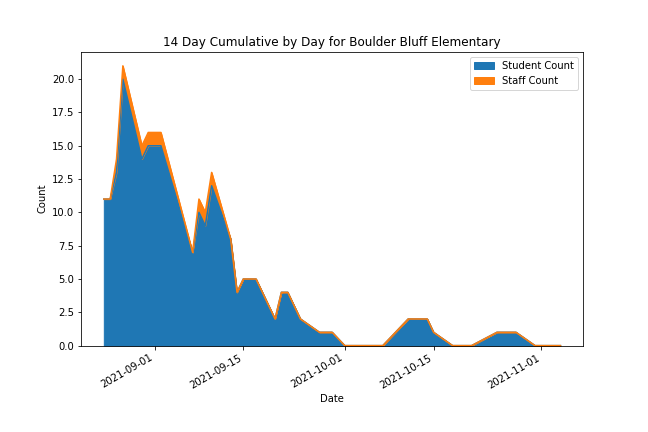 14 Day Cumulative by Day for Boulder Bluff Elementary
Student Count
Staff Count
Count
20.0
17.5
15.0
12.5
10.0
7.5
5.0
2.5
0.0
2021-09-01
2021-09-15
2021-10-01
2021-10-15
2021-11-01
Date